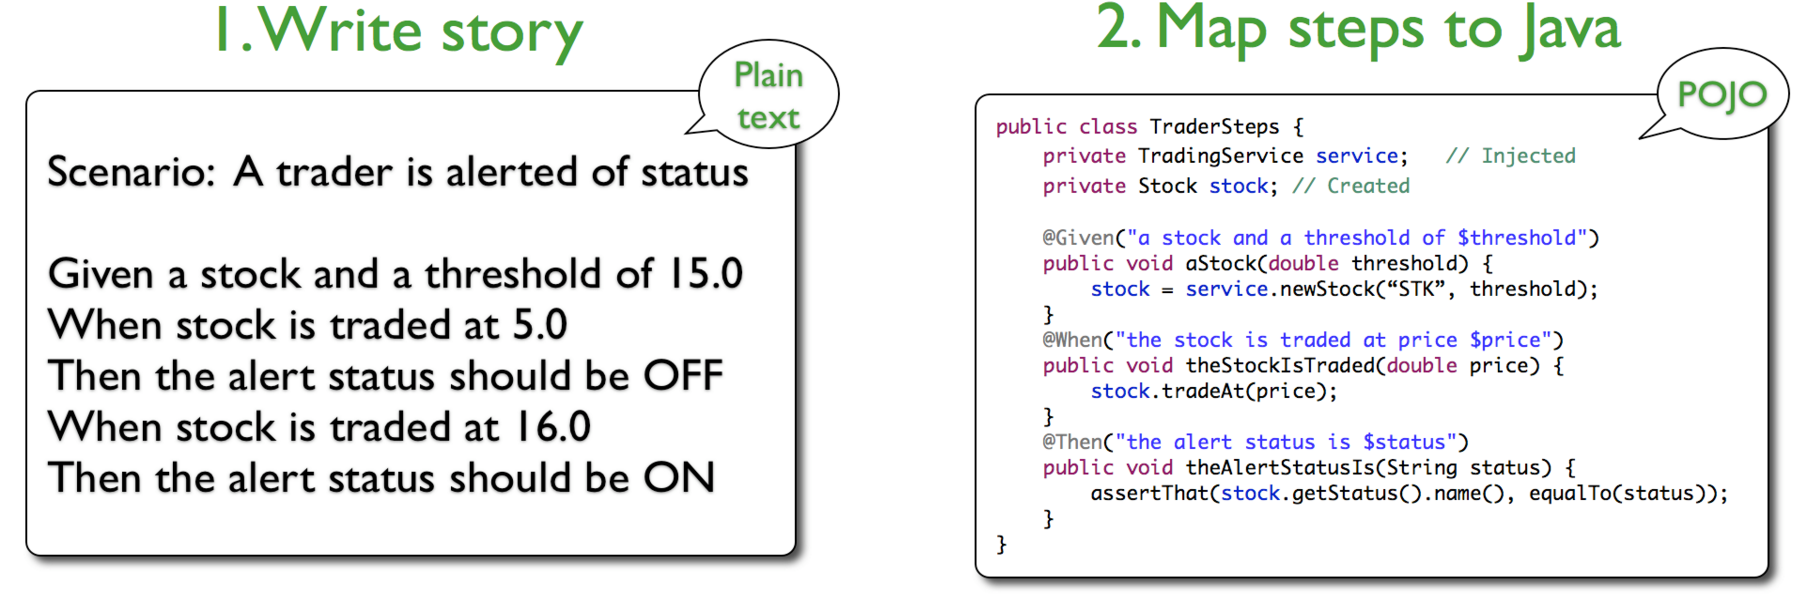 1. Write story
Plain
text
Scenario: A trader is alerted of status
Given a stock and a threshold of 15.0
When stock is traded at 5.0
Then the alert status should be OFF
When stock is traded at 16.0
Then the alert status should be ON
2. Map steps to Java
POJO
public class TraderSteps {
    private TradingService service;   // Injected
    private Stock stock; // Created
    @Given("a stock and a threshold of $threshold")
    public void aStock(double threshold) {
        stock = service.newStock(“STK”, threshold);
    }
    @When("the stock is traded at price $price")
    public void theStockIsTraded(double price) {
        stock.tradeAt(price);
    }
    @Then("the alert status is $status")
    public void theAlertStatusIs(String status) {
        assertThat(stock.getStatus().name(), equalTo(status));
    }
}